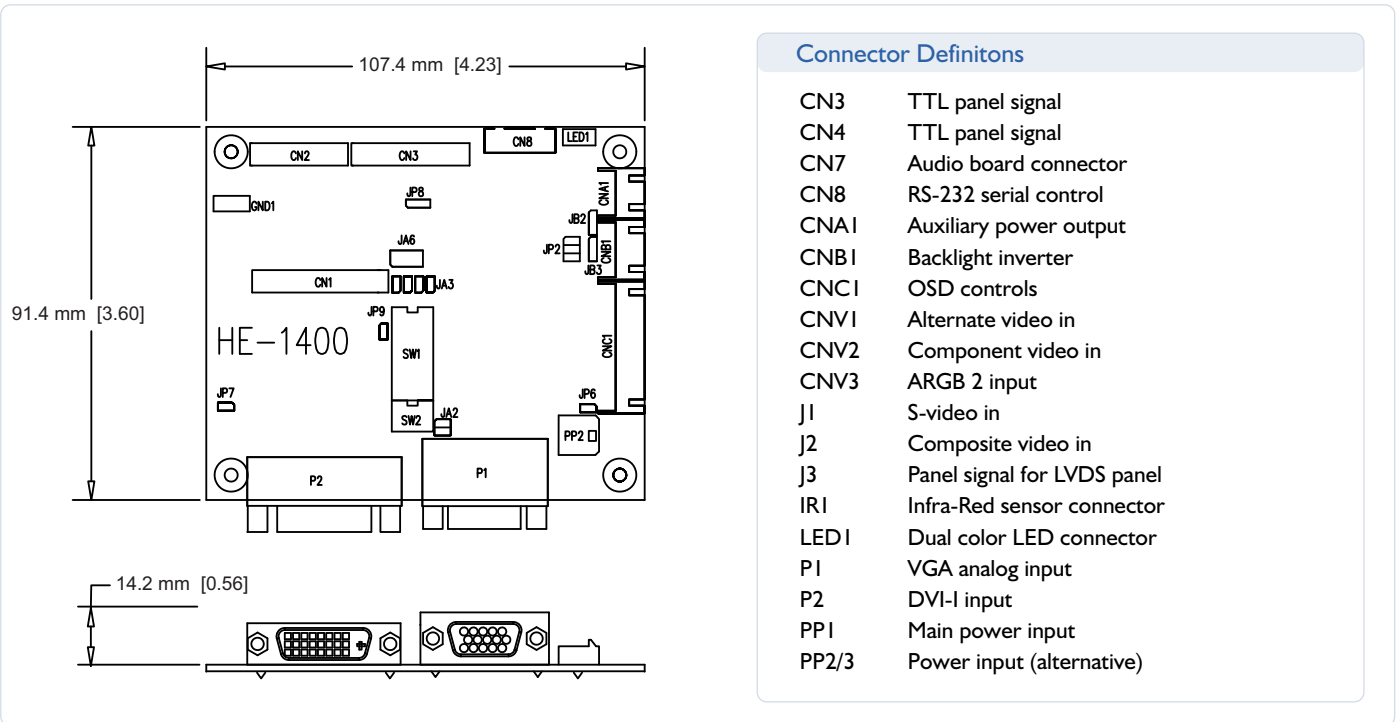 107.4 mm [4.23]
CN8
LED1
CN2
CN3
CNA1
JP8
GND1
JB2
JP2
CNB1
JA6
JB3
CN1
JA3
91.4 mm [3.60]
JP9
HE-1400
SW1
CNC1
JP7
JP6
SW2
JA2
PP2
P2
P1
14.2 mm [0.56]
Connector Definitons
CN3 TTL panel signal
CN4 TTL panel signal
CN7 Audio board connector
CN8 RS-232 serial control
CNA1 Auxiliary power output
CNB1 Backlight inverter
CNC1 OSD controls
CNV1 Alternate video in
CNV2 Component video in
CNV3 ARGB 2 input
J1 S-video in
J2 Composite video in
J3 Panel signal for LVDS panel
IR1 Infra-Red sensor connector
LED1 Dual color LED connector
P1 VGA analog input
P2 DVI-I input
PP1 Main power input
PP2/3 Power input (alternative)